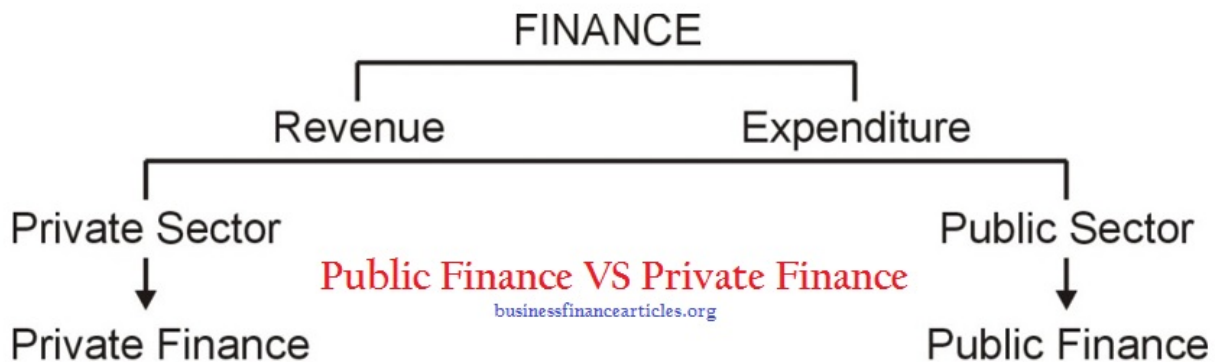 FINANCE
Revenue Expenditure
Private Sector Public Sector
Public Finance VS Private Finance
businessfinancearticles.org
Private Finance Public Finance